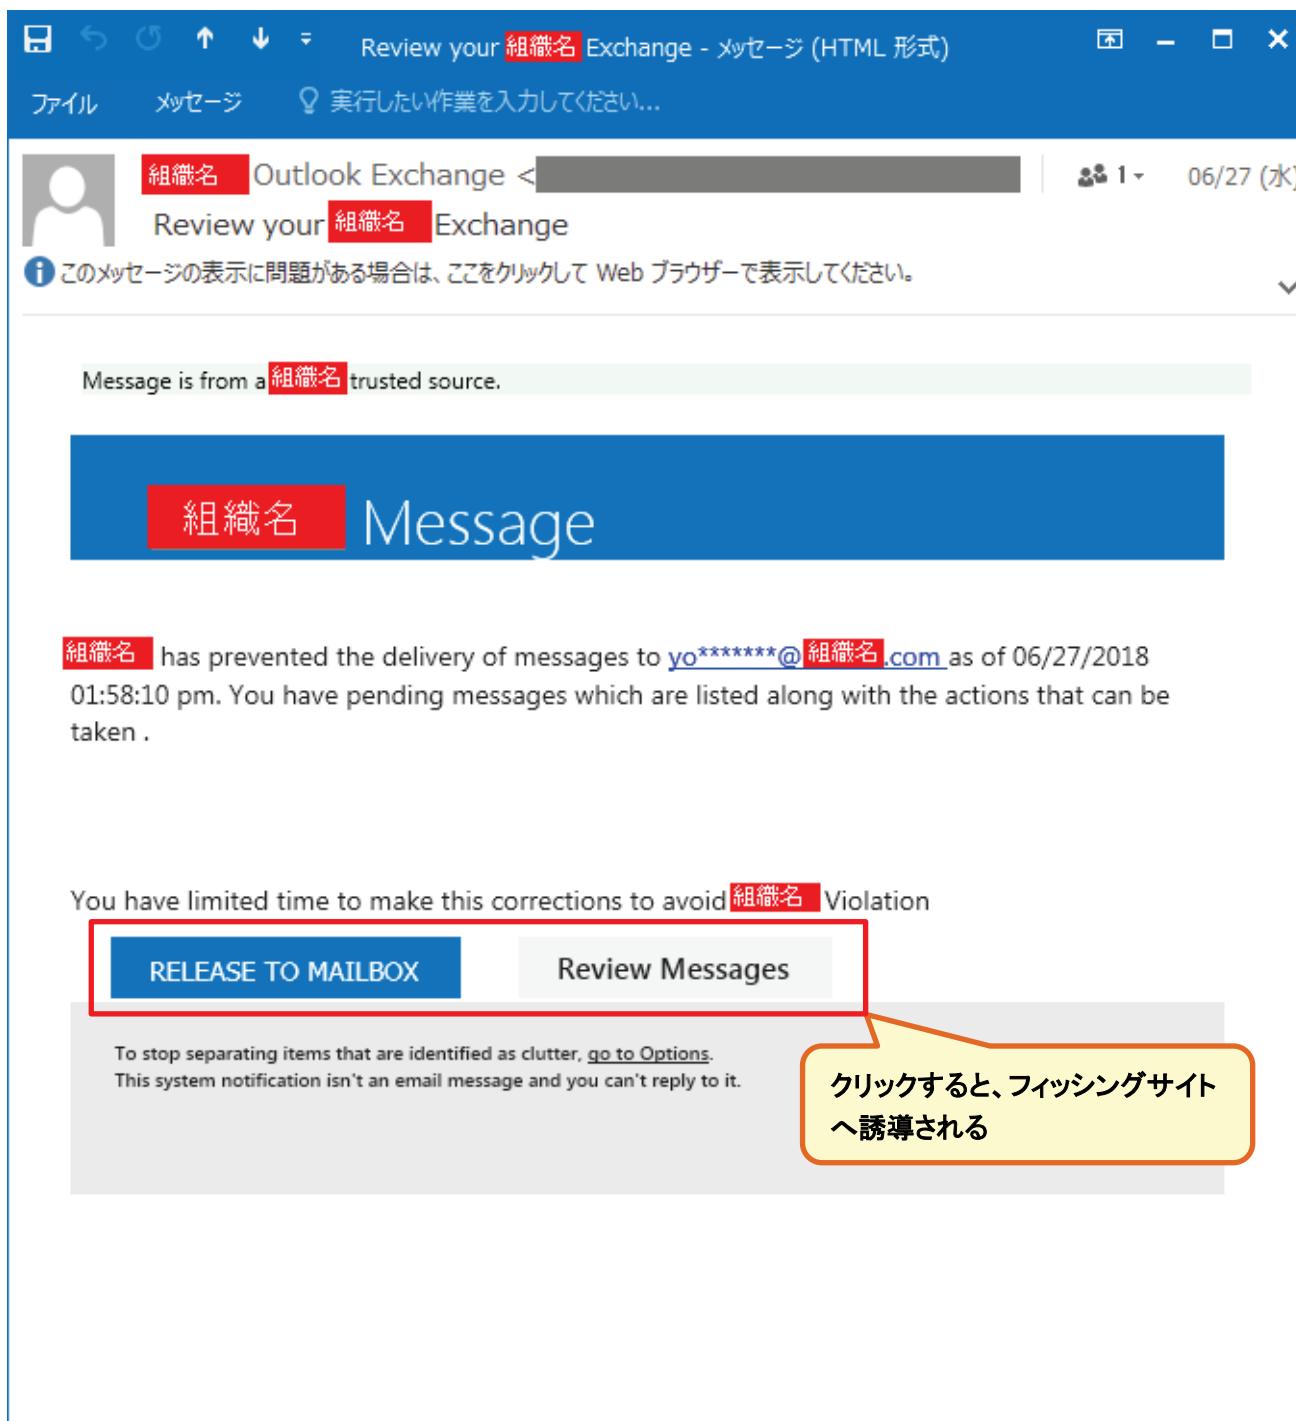 Review your 組織名 Exchange - メッセージ (HTML 形式)
ファイル メッセージ 実行したい作業を入力してください...
組織名 Outlook Exchange <
1 06/27 (水)
Review your 組織名 Exchange
このメッセージの表示に問題がある場合は、ここをクリックして Web ブラウザーで表示してください。
Message is from a 組織名 trusted source.
組織名 Message
組織名 has prevented the delivery of messages to yo*******@ 組織名 .com as of 06/27/2018
01:58:10 pm. You have pending messages which are listed along with the actions that can be
taken .
You have limited time to make this corrections to avoid 組織名 Violation
RELEASE TO MAILBOX Review Messages
To stop separating items that are identified as clutter, go to Options.
This system notification isn't an email message and you can't reply to it.
クリックすると、フィッシングサイト
へ誘導される